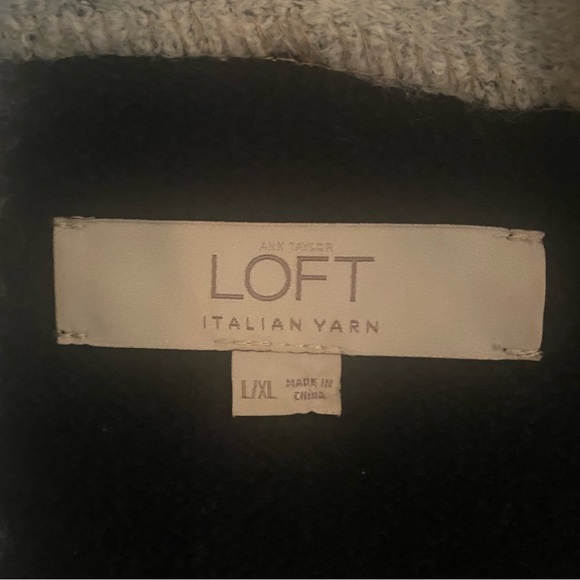 ANN TAYLOR
LOFT
ITALIAN YARN
L/XL
MADE IN
CHINA